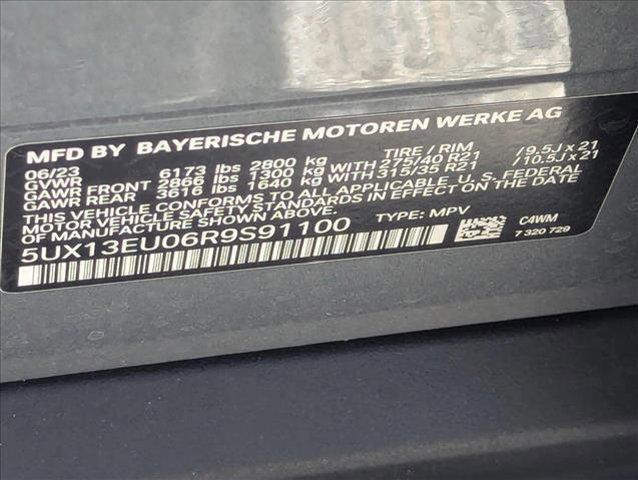 MFD BY BAYERISCHE MOTOREN WERKE AG
06/23 TIRE / RIM
GVWR 6173 lbs 2800 kg
GAWR FRONT 2866 lbs 1300 kg WITH 275/40 R21 /9.5J x 21
GAWR REAR 3616 lbs 1640 kg WITH 315/35 R21 /10.5J x 21
THIS VEHICLE CONFORMS TO ALL APPLICABLE U.S. FEDERAL
MOTOR VEHICLE SAFETY STANDARDS IN EFFECT ON THE DATE
OF MANUFACTURE SHOWN ABOVE.
5UX13EU06R9S91100 TYPE: MPV
C4WM
7 320 729